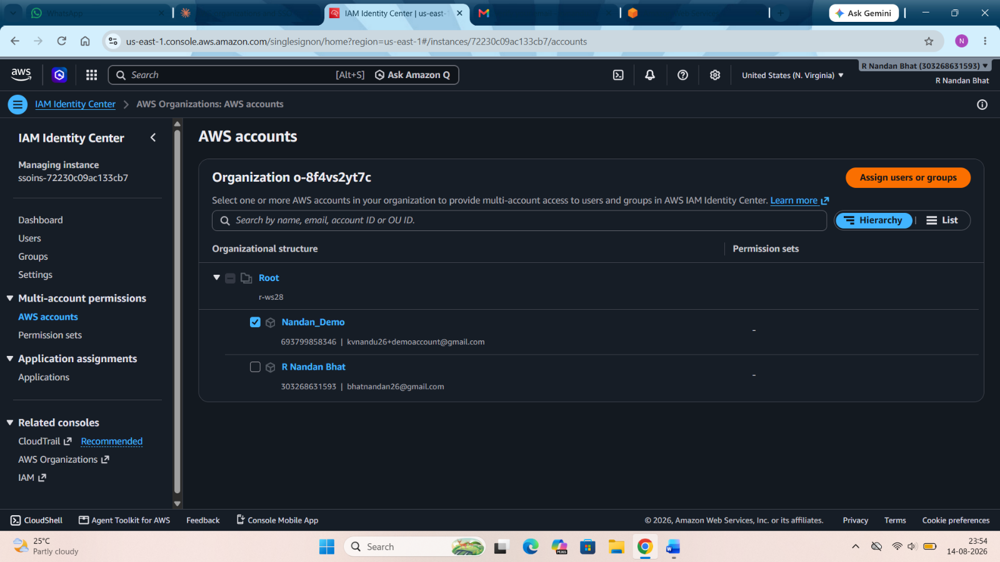 WhatsApp
IAM Identity Center | us-east-
Ask Gemini
us-east-1.console.aws.amazon.com/singlesignon/home?region=us-east-1#/instances/72230c09ac133cb7/accounts
N
aws
Search
[Alt+S]
Ask Amazon Q
United States (N. Virginia)
R Nandan Bhat (303268631593)
R Nandan Bhat
IAM Identity Center
AWS Organizations: AWS accounts
IAM Identity Center
Managing instance
ssoins-72230c09ac133cb7
Dashboard
Users
Groups
Settings
Multi-account permissions
AWS accounts
Permission sets
Application assignments
Applications
Related consoles
CloudTrail
Recommended
AWS Organizations
IAM
AWS accounts
Organization o-8f4vs2yt7c
Assign users or groups
Select one or more AWS accounts in your organization to provide multi-account access to users and groups in AWS IAM Identity Center. Learn more
Search by name, email, account ID or OU ID.
Hierarchy
List
Organizational structure
Permission sets
Root
r-ws28
Nandan_Demo
-
693799858346 | kvnandu26+demoaccount@gmail.com
R Nandan Bhat
-
303268631593 | bhatnandan26@gmail.com
CloudShell
Agent Toolkit for AWS
Feedback
Console Mobile App
© 2026, Amazon Web Services, Inc. or its affiliates.
Privacy
Terms
Cookie preferences
25°C
Partly cloudy
Search
M365
23:54
14-08-2026